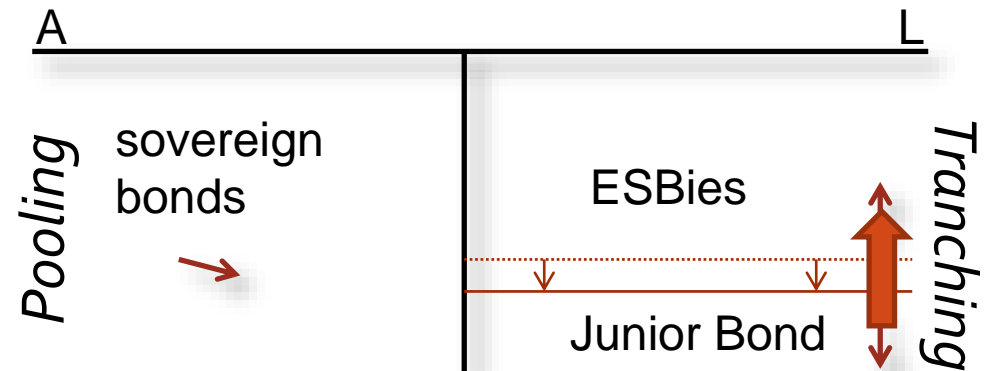 A
L
Pooling
sovereign
bonds
ESBies
Junior Bond
Tranching